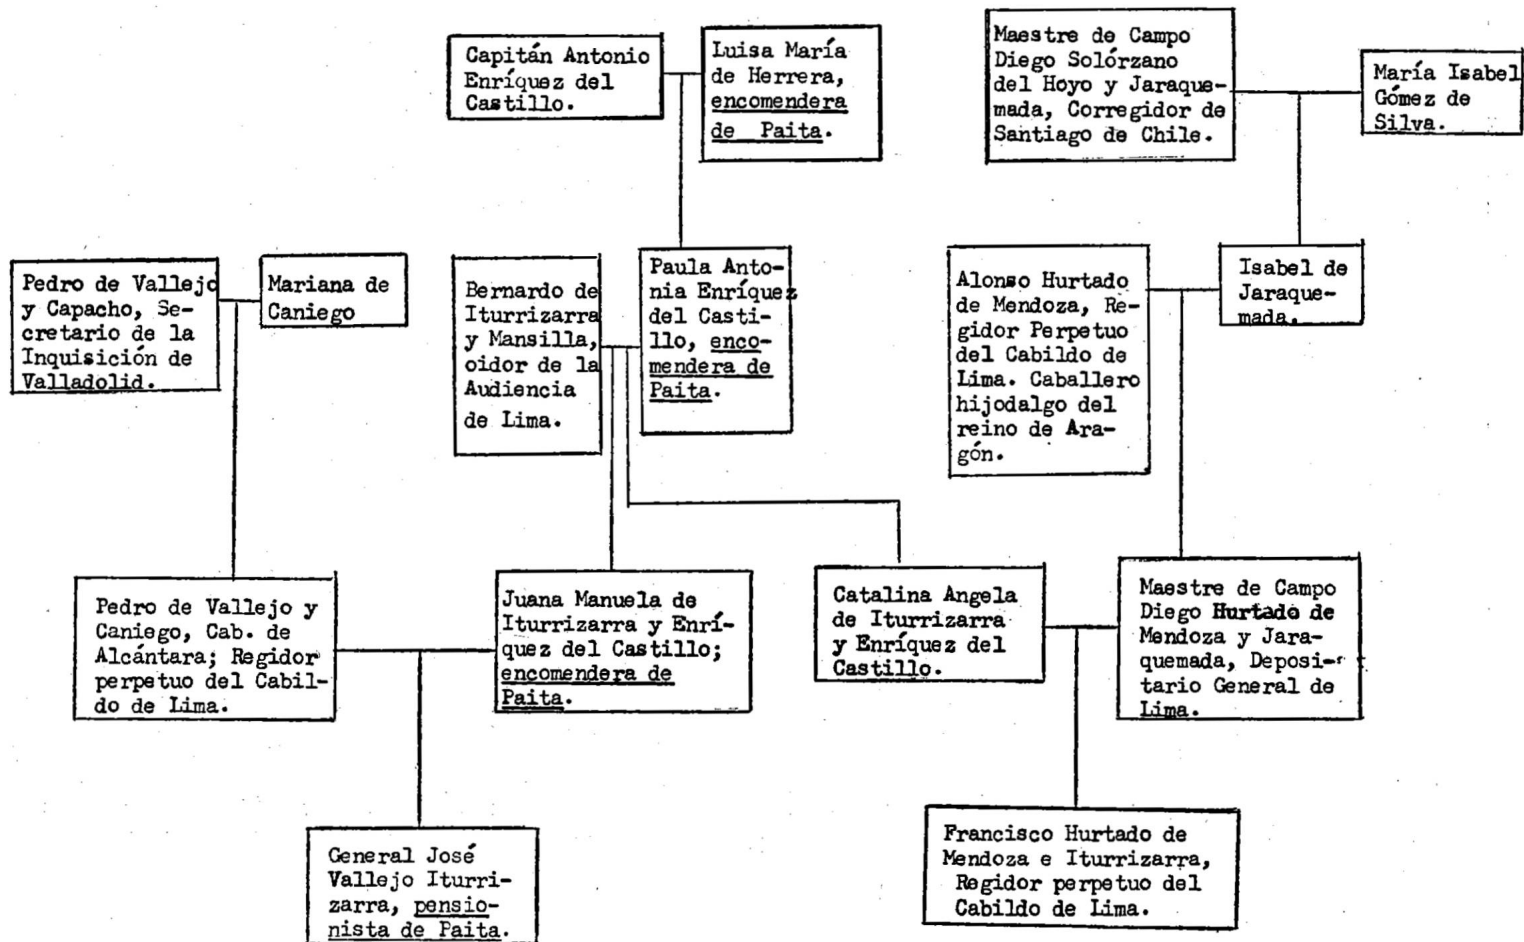 Capitán Antonio
Enríquez del
Castillo.
Luisa María
de Herrera,
encomendera
de Paita.
Maestre de Campo
Diego Solórzano
del Hoyo y Jaraque-
mada, Corregidor de
Santiago de Chile.
María Isabel
Gómez de
Silva.
Pedro de Vallejo
y Capacho, Se-
cretario de la
Inquisición de
Valladolid.
Mariana de
Caniego
Bernardo de
Iturrizarra
y Mansilla,
oidor de la
Audiencia
de Lima.
Paula Anto-
nia Enríquez
del Casti-
llo, enco-
mendera de
Paita.
Alonso Hurtado
de Mendoza, Re-
gidor Perpetuo
del Cabildo de
Lima. Caballero
hijodalgo del
reino de Ara-
gón.
Isabel de
Jaraque-
mada.
Pedro de Vallejo y
Caniego, Cab. de
Alcántara; Regidor
perpetuo del Cabil-
do de Lima.
Juana Manuela de
Iturrizarra y Enrí-
quez del Castillo;
encomendera de
Paita.
Catalina Angela
de Iturrizarra
y Enríquez del
Castillo.
Maestre de Campo
Diego Hurtado de
Mendoza y Jara-
quemada, Deposi-
tario General de
Lima.
General José
Vallejo Iturri-
zarra, pensio-
nista de Paita.
Francisco Hurtado de
Mendoza e Iturrizarra,
Regidor perpetuo del
Cabildo de Lima.